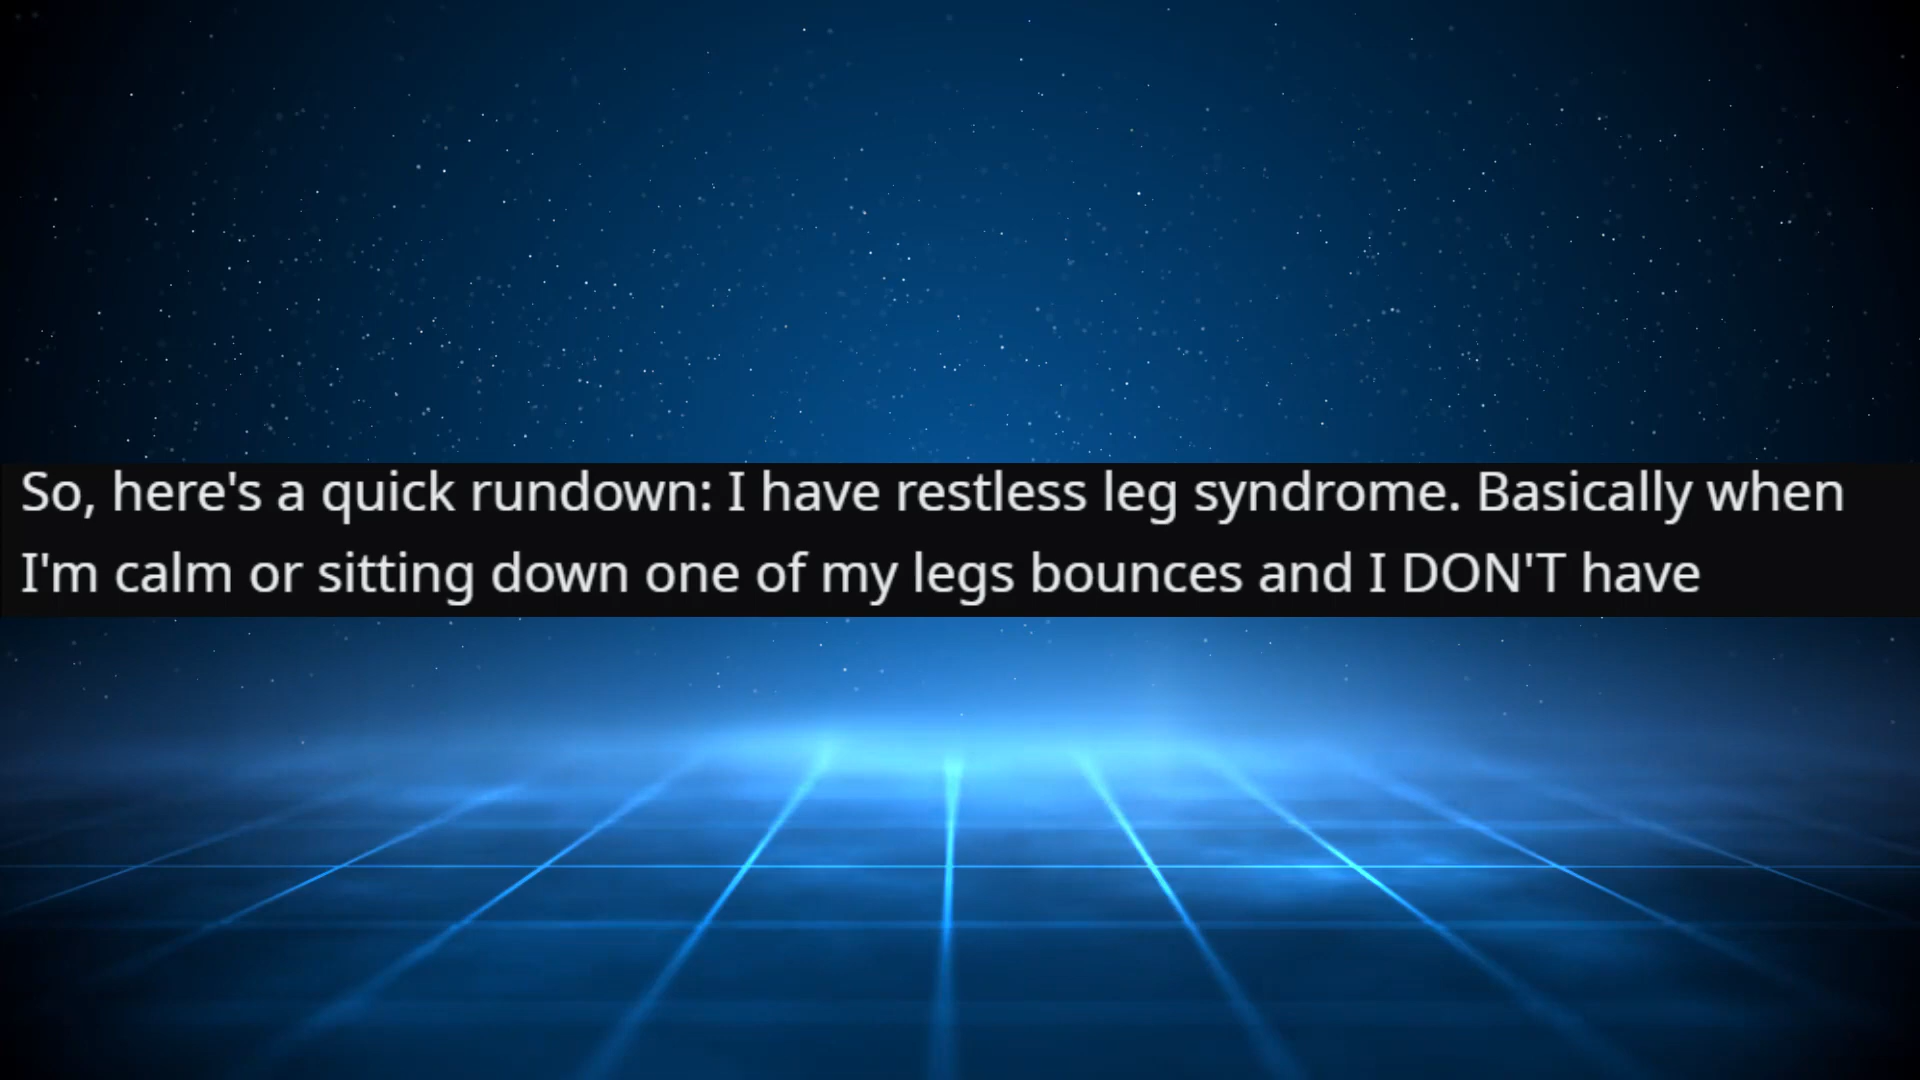 So, here's a quick rundown: I have restless leg syndrome. Basically when
I'm calm or sitting down one of my legs bounces and I DON'T have